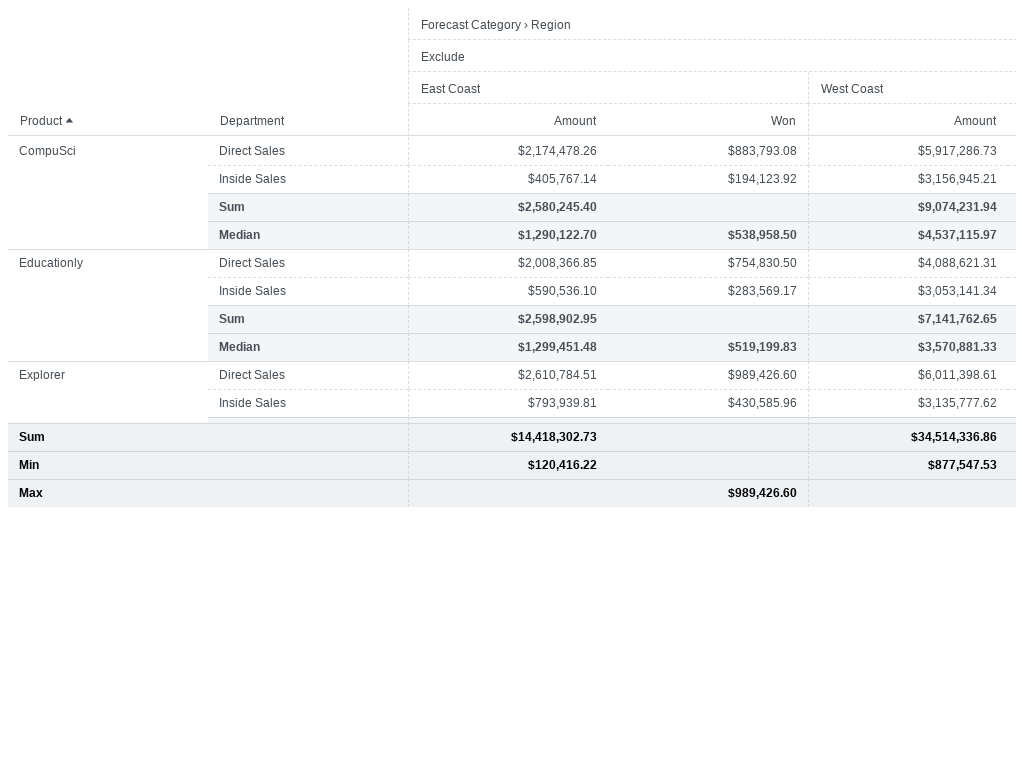 Forecast Category › Region
Exclude
East Coast West Coast
Product Department Amount Won Amount
CompuSci Direct Sales $2,174,478.26 $883,793.08 $5,917,286.73
Inside Sales $405,767.14 $194,123.92 $3,156,945.21
Sum $2,580,245.40 $9,074,231.94
Median $1,290,122.70 $538,958.50 $4,537,115.97
Educationly Direct Sales $2,008,366.85 $754,830.50 $4,088,621.31
Inside Sales $590,536.10 $283,569.17 $3,053,141.34
Sum $2,598,902.95 $7,141,762.65
Median $1,299,451.48 $519,199.83 $3,570,881.33
Explorer Direct Sales $2,610,784.51 $989,426.60 $6,011,398.61
Inside Sales $793,939.81 $430,585.96 $3,135,777.62
Sum $14,418,302.73 $34,514,336.86
Min $120,416.22 $877,547.53
Max $989,426.60